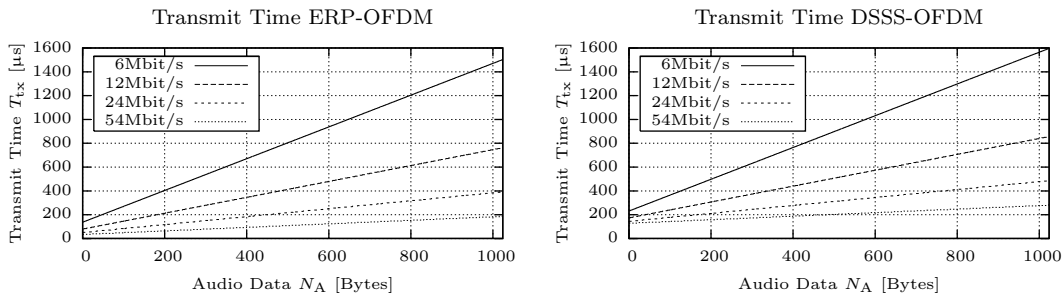 Transmit Time ERP-OFDM
Transmit Time T_tx [µs]
1600
1400
1200
1000
800
600
400
200
0
6Mbit/s
12Mbit/s
24Mbit/s
54Mbit/s
0 200 400 600 800 1000
Audio Data N_A [Bytes]
Transmit Time DSSS-OFDM
Transmit Time T_tx [µs]
1600
1400
1200
1000
800
600
400
200
0
6Mbit/s
12Mbit/s
24Mbit/s
54Mbit/s
0 200 400 600 800 1000
Audio Data N_A [Bytes]